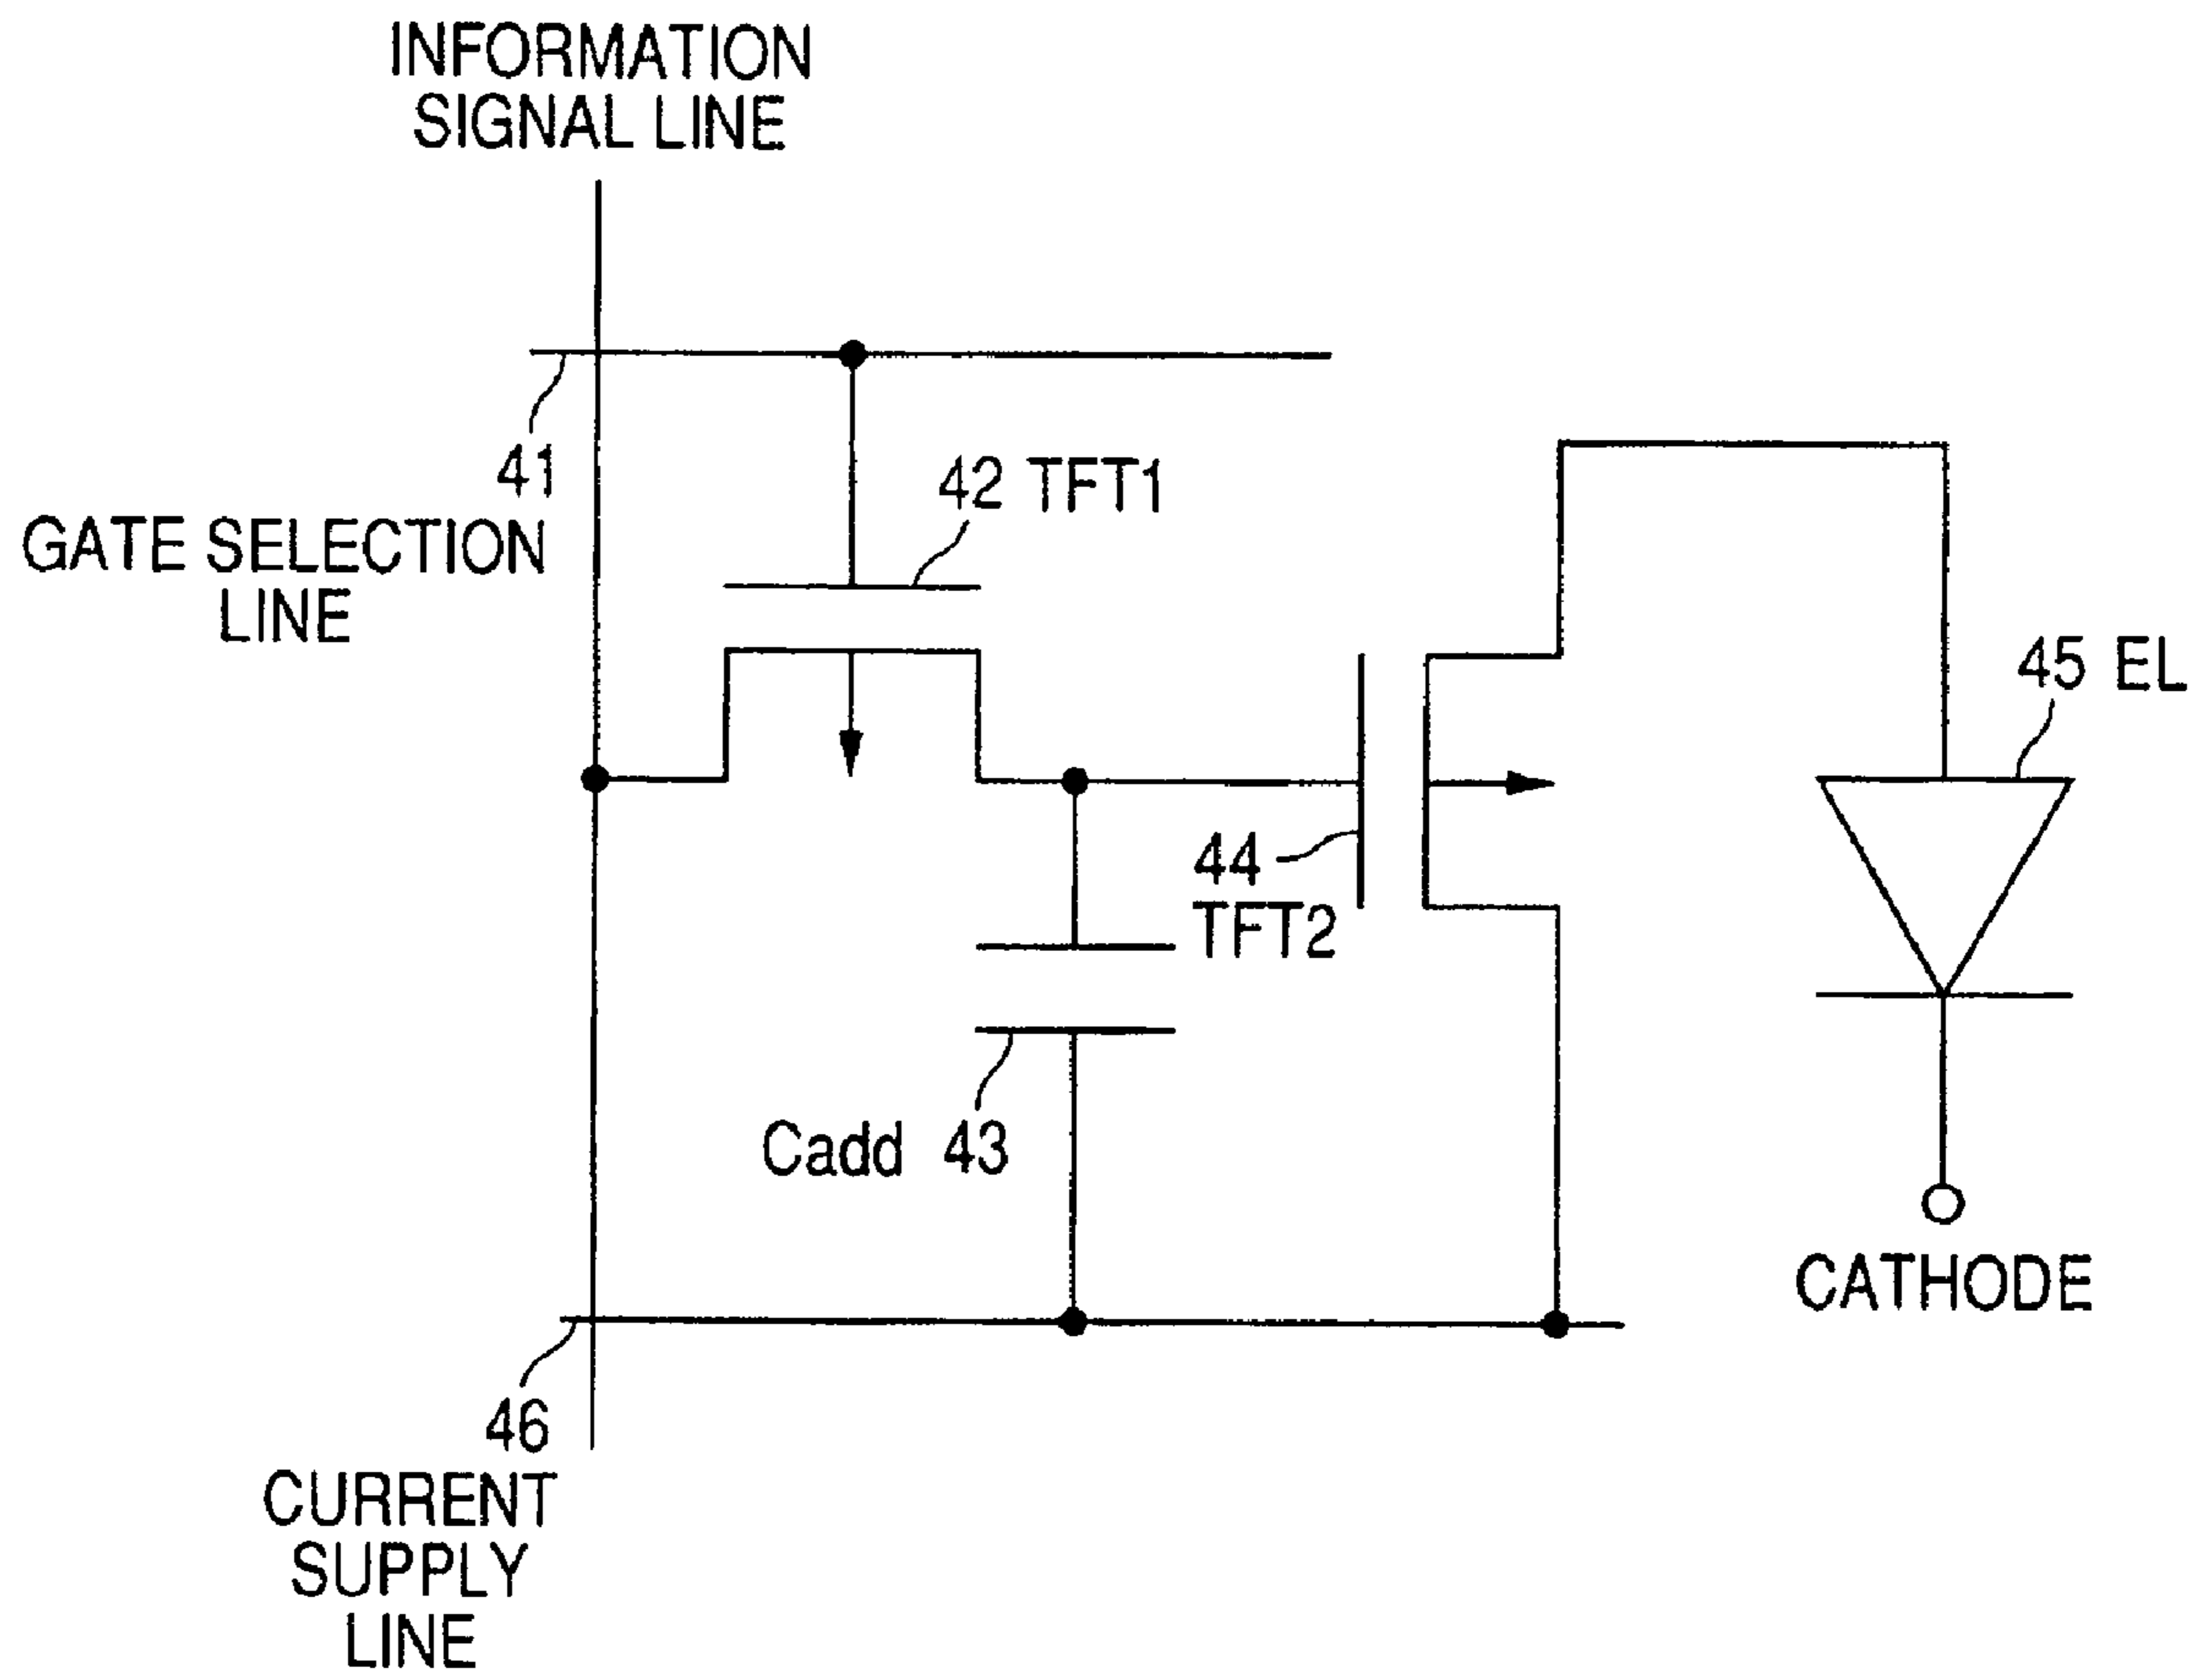 INFORMATION
SIGNAL LINE
41
GATE SELECTION
LINE
42 TFT1
45 EL
44
TFT2
Cadd 43
CATHODE
46
CURRENT
SUPPLY
LINE